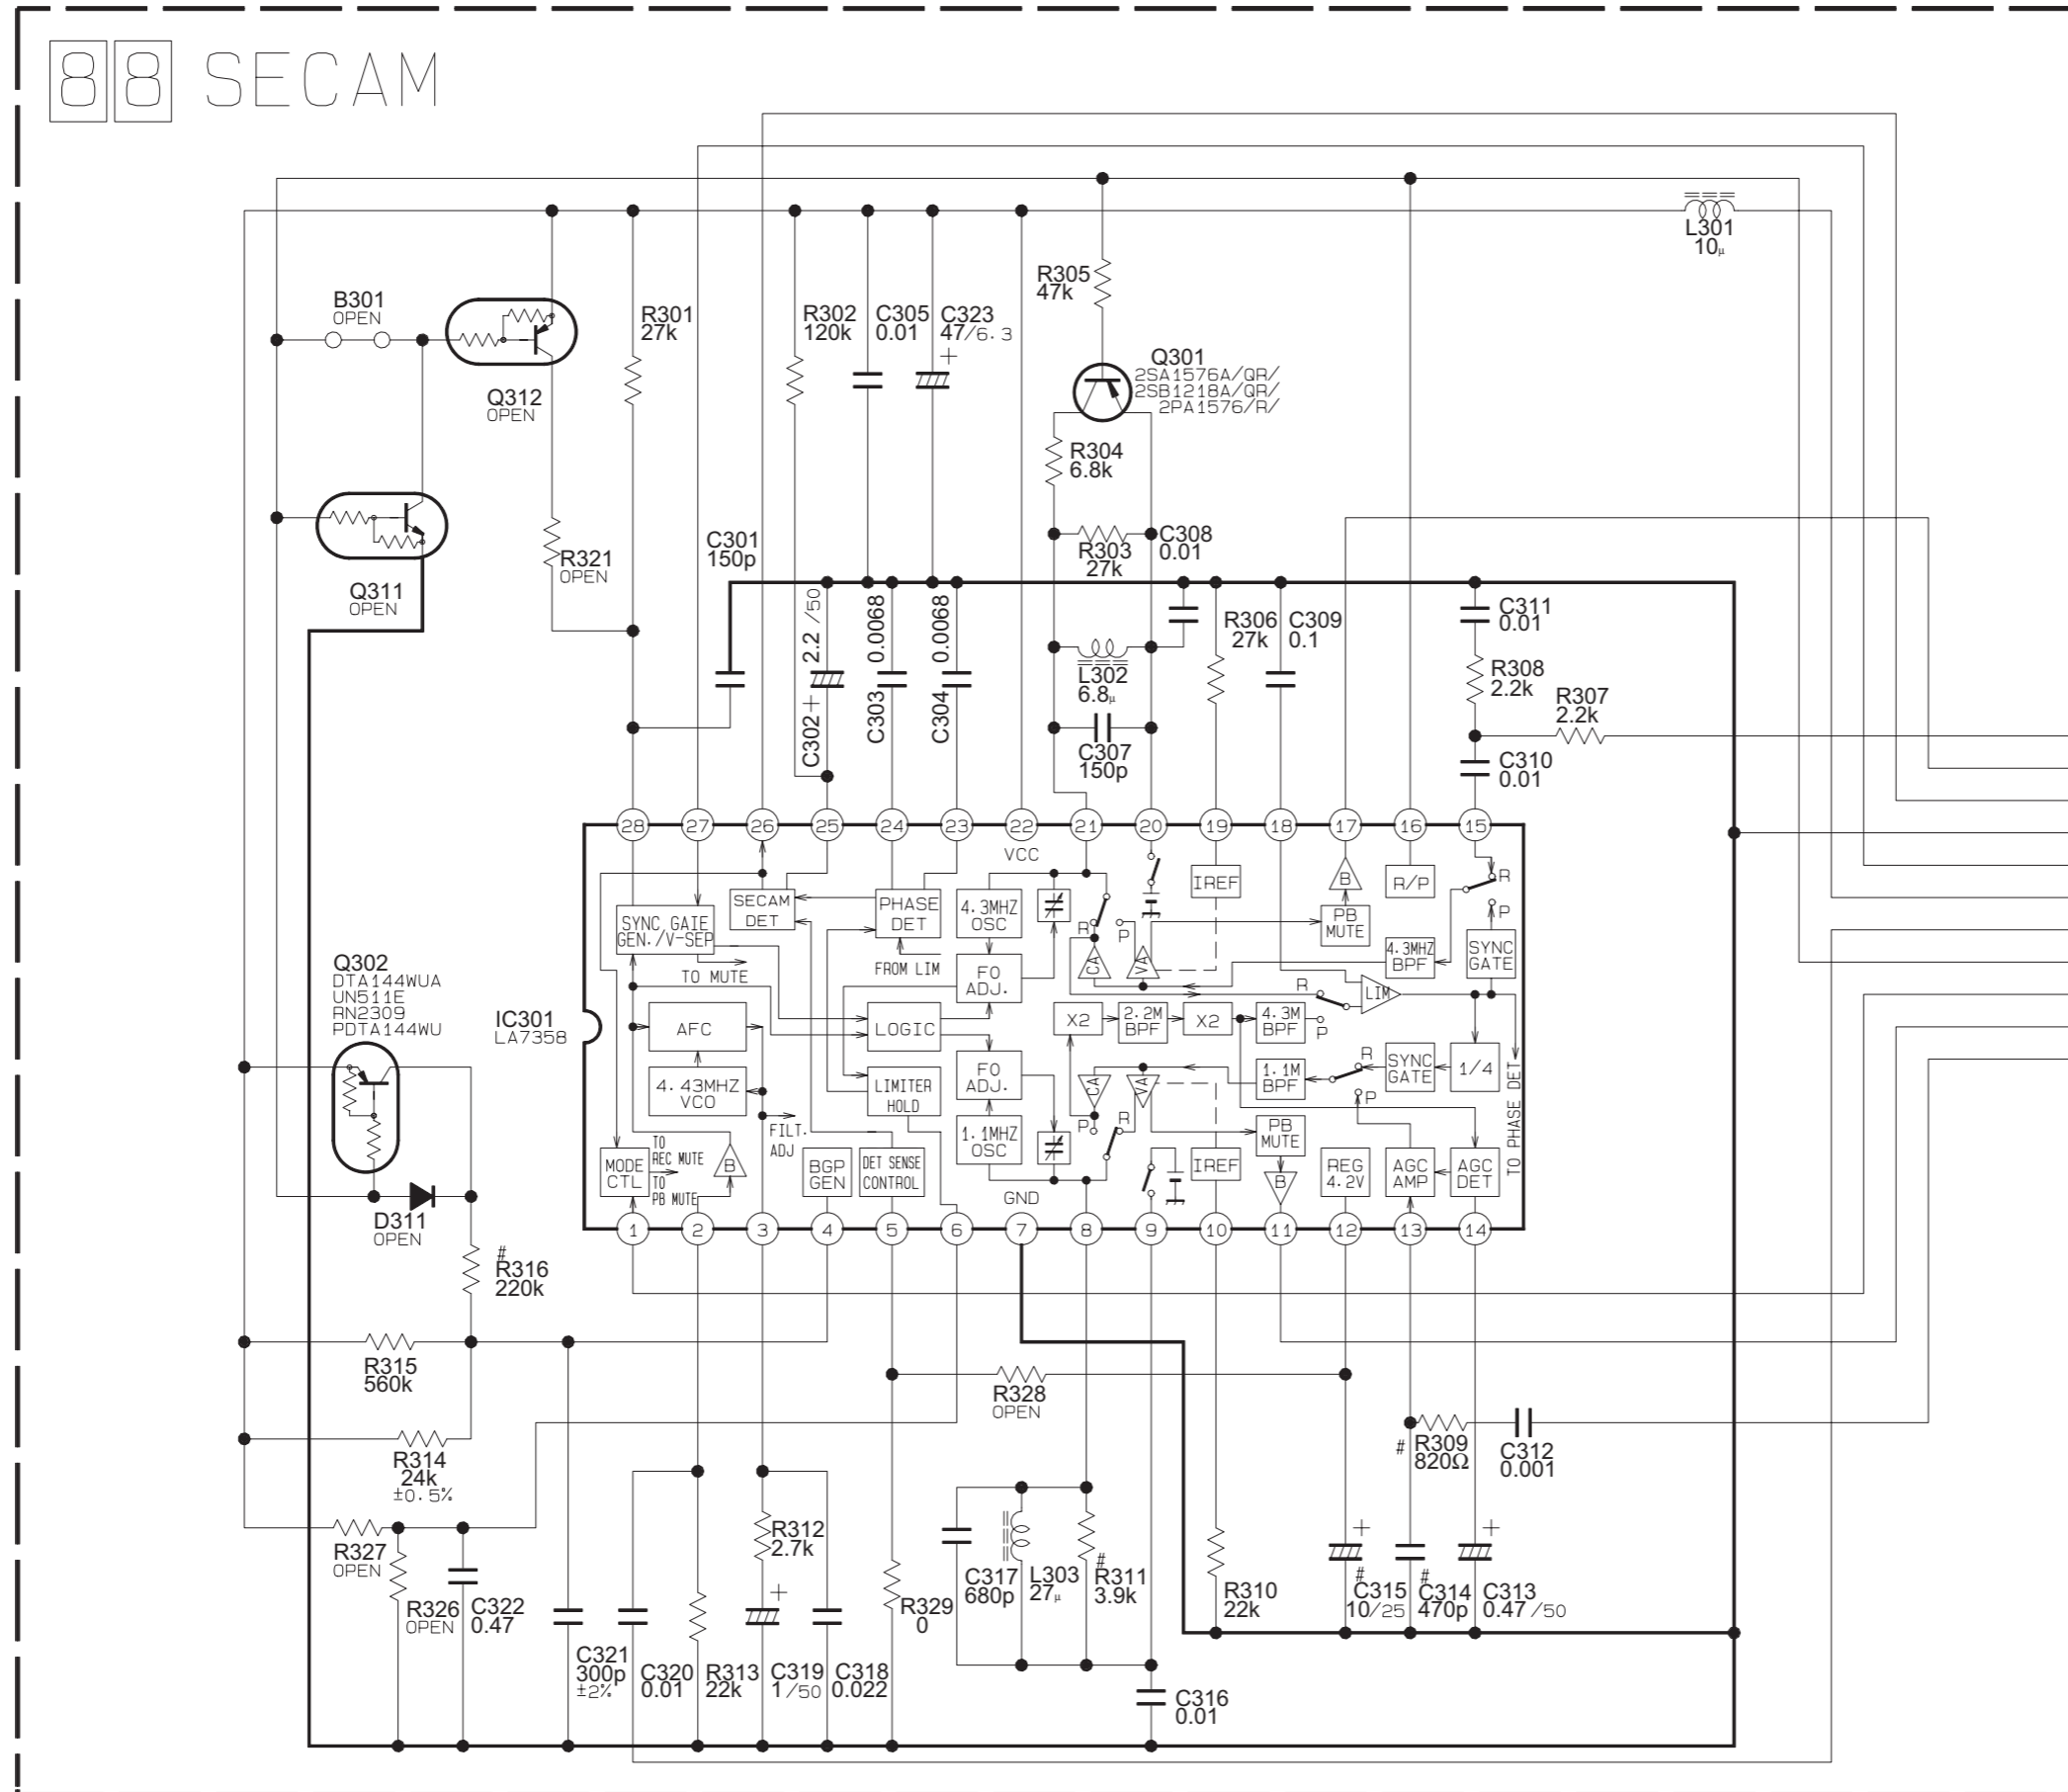 88 SECAM
L301
10μ
B301
OPEN
Q312
OPEN
R301
27k
R302
120k
C305
0.01
C323
47/6.3
+
R305
47k
Q301
2SA1576A/QR/
2SB1218A/QR/
2PA1576/R/
R304
6.8k
Q311
OPEN
R321
OPEN
C301
150p
R303
27k
C308
0.01
C302
+
2.2/50
C303
0.0068
C304
0.0068
L302
6.8μ
C307
150p
R306
27k
C309
0.1
C311
0.01
R308
2.2k
R307
2.2k
C310
0.01
28
27
26
25
24
23
22
21
20
19
18
17
16
15
VCC
SECAM
DET
PHASE
DET
4.3MHZ
OSC
IREF
B
R/P
R
P
SYNC GATE
GEN./V-SEP
TO MUTE
FROM LIM
FO
ADJ.
R
P
CA
VA
PB
MUTE
4.3MHZ
BPF
SYNC
GATE
Q302
DTA144WUA
UN511E
RN2309
PDTA144WU
IC301
LA7358
AFC
LOGIC
X2
2.2M
BPF
X2
4.3M
BPF
R
P
LIM
4.43MHZ
VCO
LIMITER
HOLD
FO
ADJ.
CA
VA
1.1M
BPF
R
P
SYNC
GATE
1/4
TO PHASE DET
FILT.
ADJ
1.1MHZ
OSC
P
R
PB
MUTE
MODE
CTL
TO
REC MUTE
TO
PB MUTE
B
BGP
GEN
DET SENSE
CONTROL
IREF
B
REG
4.2V
AGC
AMP
AGC
DET
GND
1
2
3
4
5
6
7
8
9
10
11
12
13
14
D311
OPEN
#
R316
220k
R315
560k
R328
OPEN
R314
24k
±0.5%
#
R309
820Ω
C312
0.001
R327
OPEN
R326
OPEN
C322
0.47
C321
300p
±2%
C320
0.01
R313
22k
R312
2.7k
+
C319
1/50
C318
0.022
R329
0
C317
680p
L303
27μ
#
R311
3.9k
R310
22k
+
#
C315
10/25
#
C314
470p
+
C313
0.47/50
C316
0.01